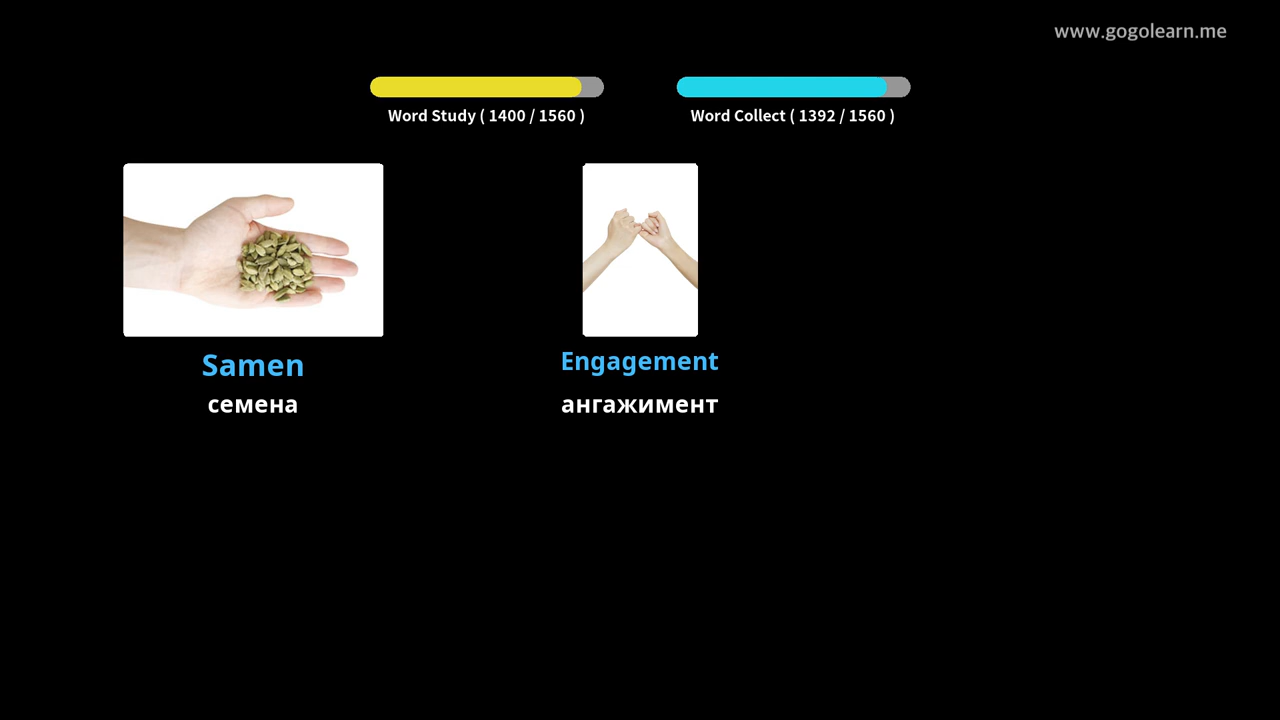 www.gogolearn.me
Word Study ( 1400 / 1560 )
Word Collect ( 1392 / 1560 )
Samen
семена
Engagement
ангажимент